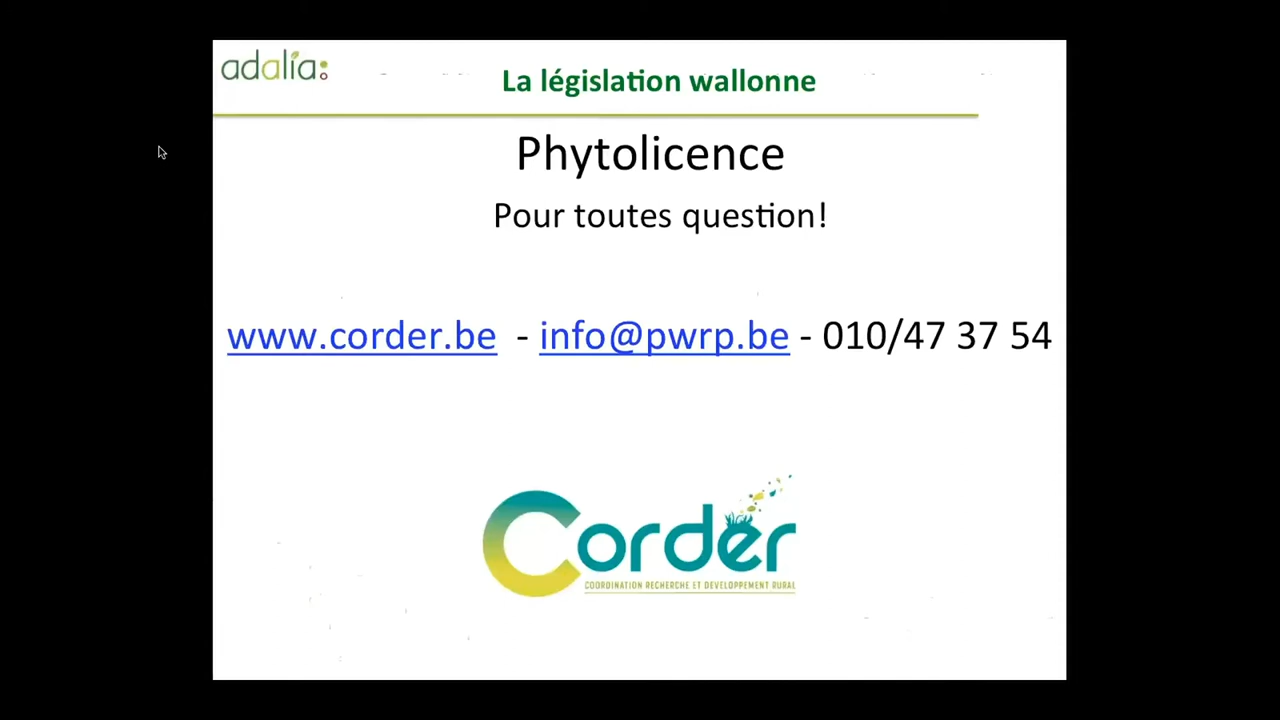 adalia:
La législation wallonne
Phytolicence
Pour toutes question!
www.corder.be - info@pwrp.be - 010/47 37 54
Corder
COORDINATION RECHERCHE ET DEVELOPPEMENT RURAL